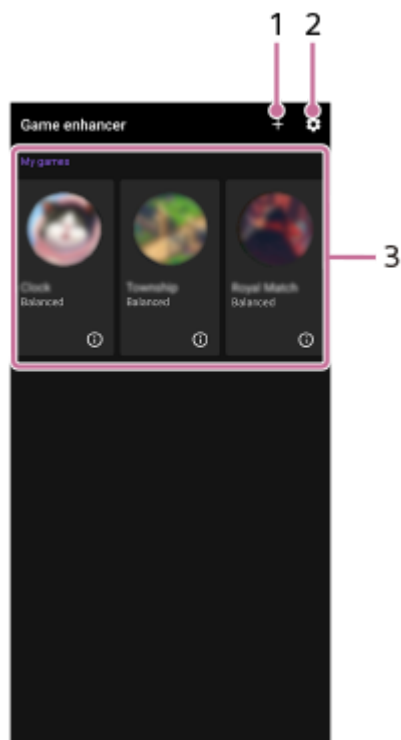 1 2
Game enhancer
My games
3
Clock Township Royal Match
Balanced Balanced Balanced